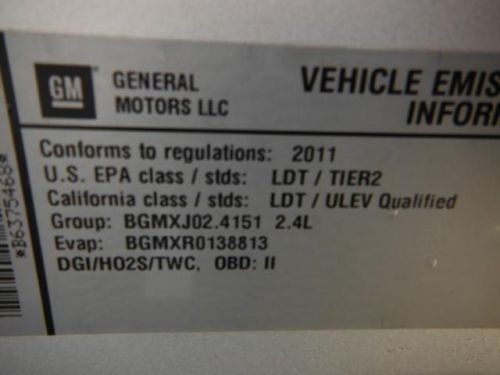 GM
GENERAL
MOTORS LLC
VEHICLE EMIS
INFOR
Conforms to regulations: 2011
U.S. EPA class / stds: LDT / TIER2
California class / stds: LDT / ULEV Qualified
Group: BGMXJ02.4151 2.4L
Evap: BGMXR0138813
DGI/HO2S/TWC, OBD: II
*B6375468*